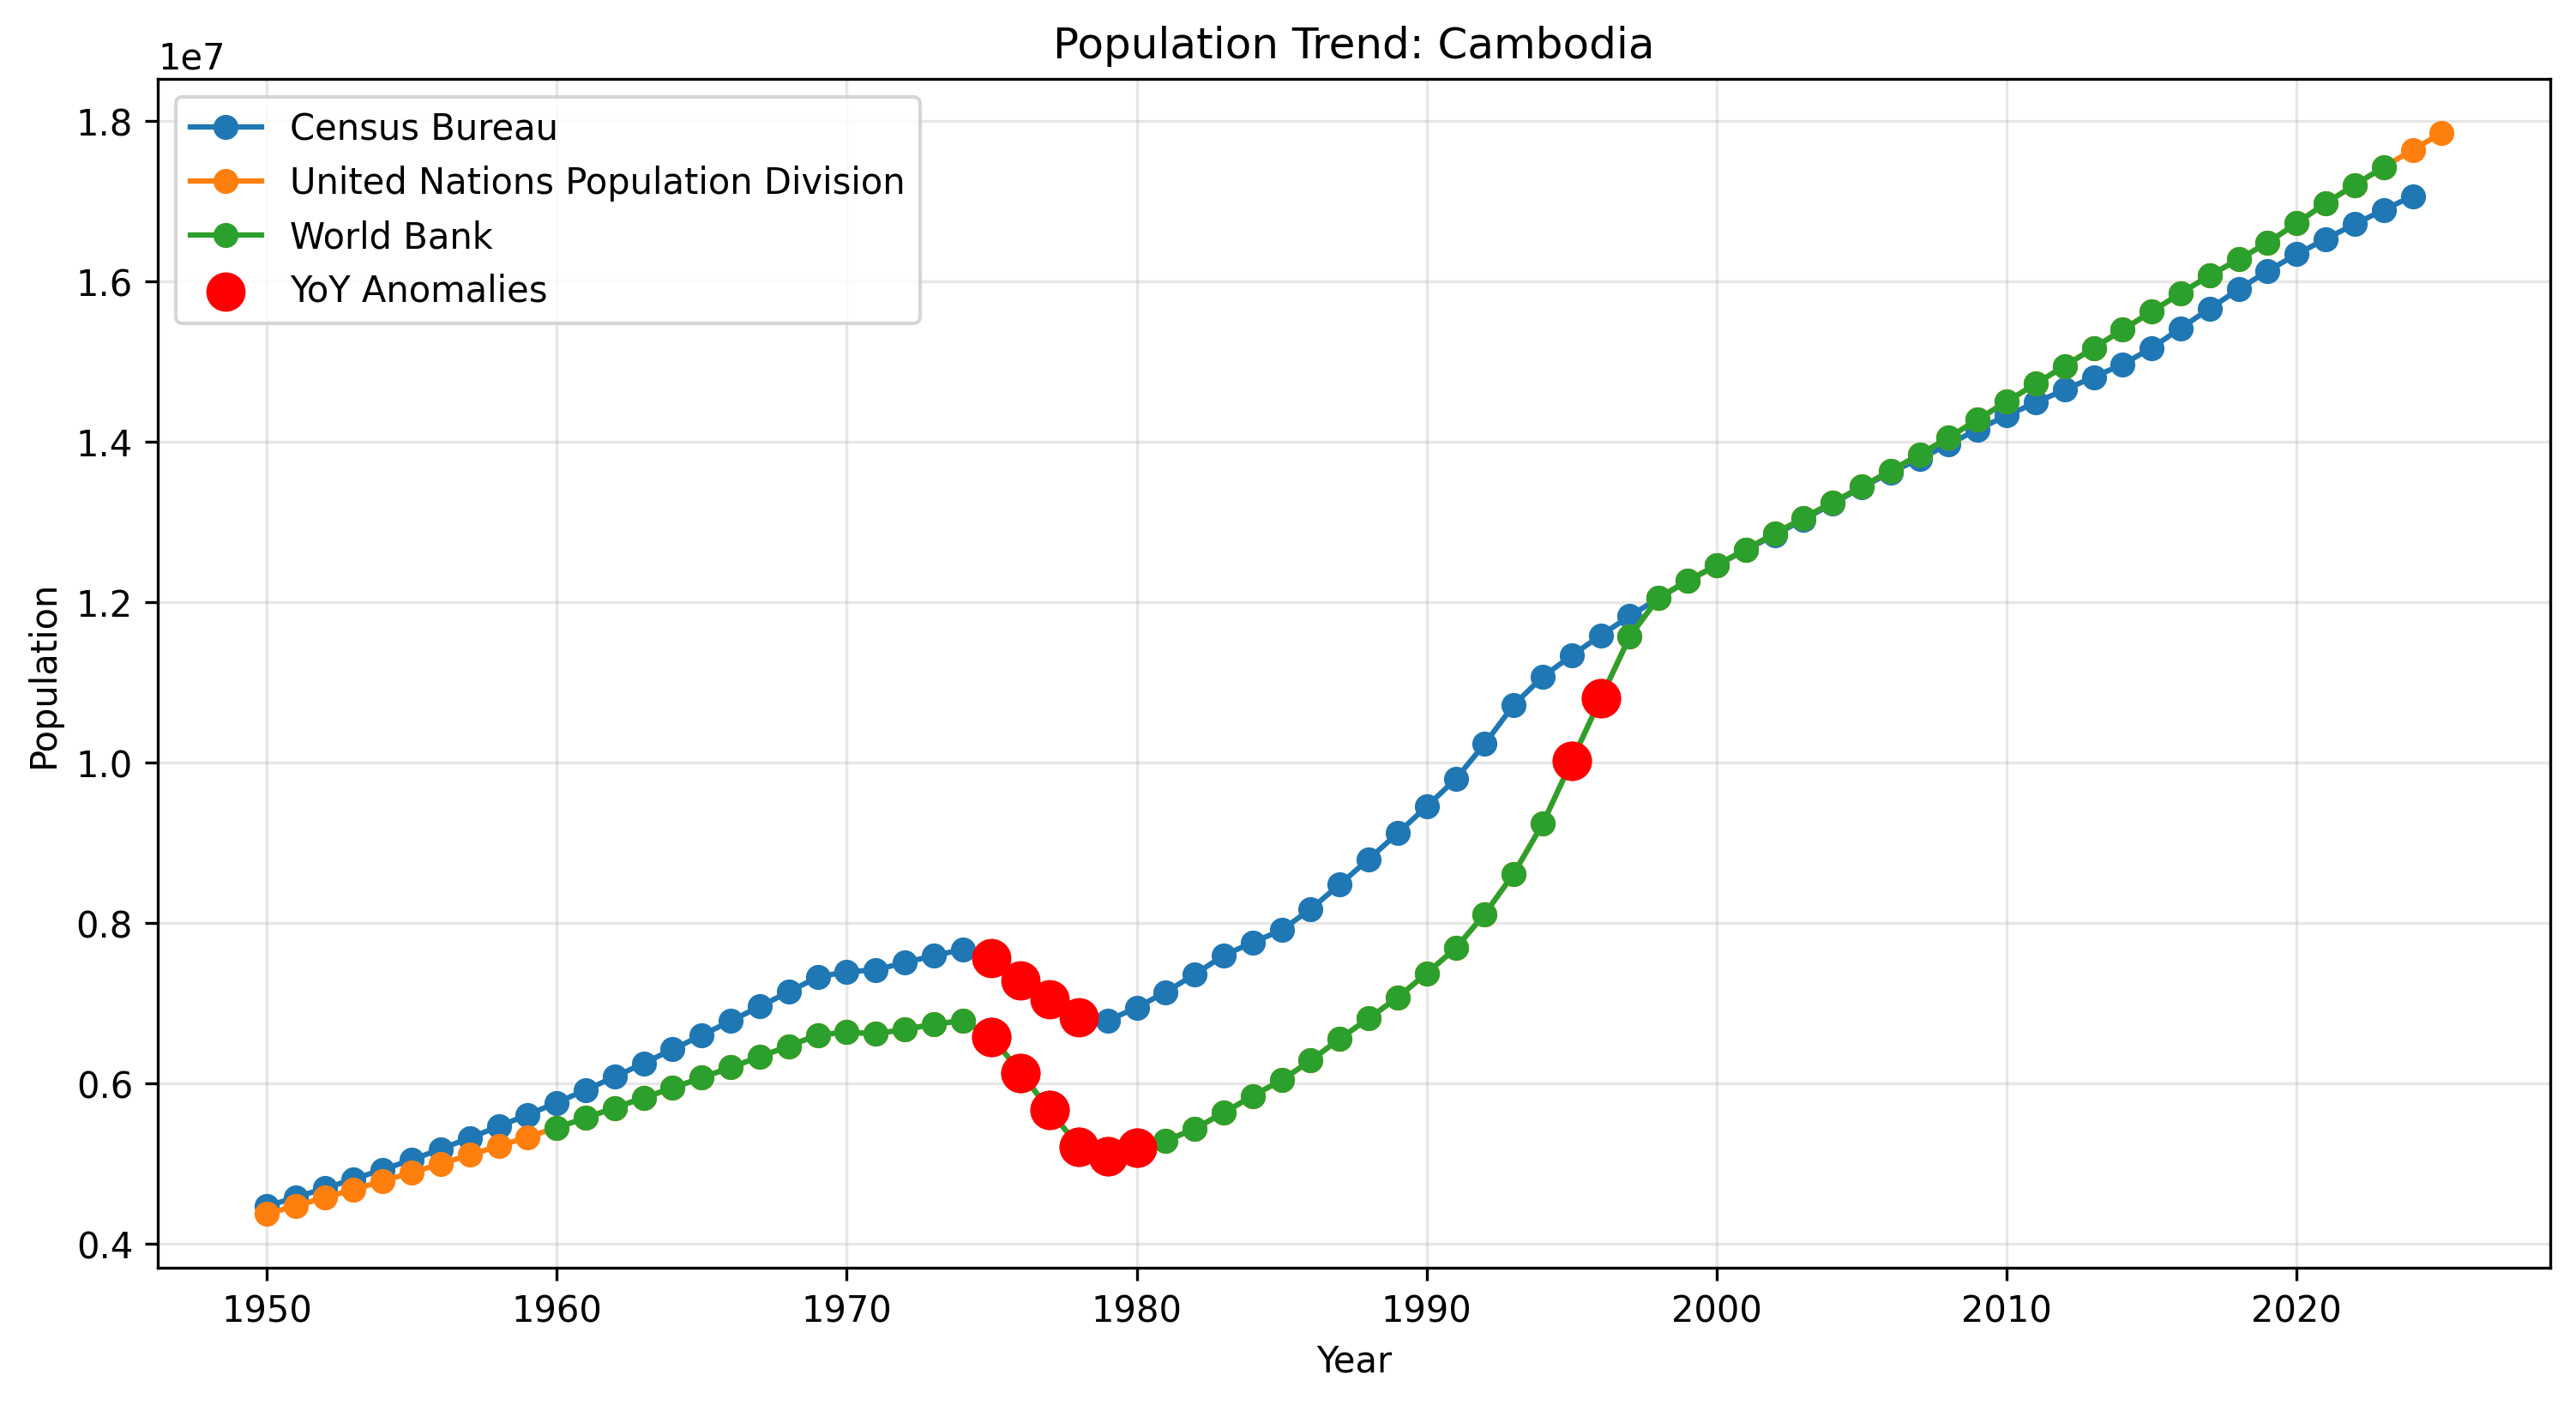 Population Trend: Cambodia
1e7
Census Bureau
United Nations Population Division
World Bank
YoY Anomalies
1.8
1.6
1.4
1.2
1.0
0.8
0.6
0.4
Population
1950 1960 1970 1980 1990 2000 2010 2020
Year